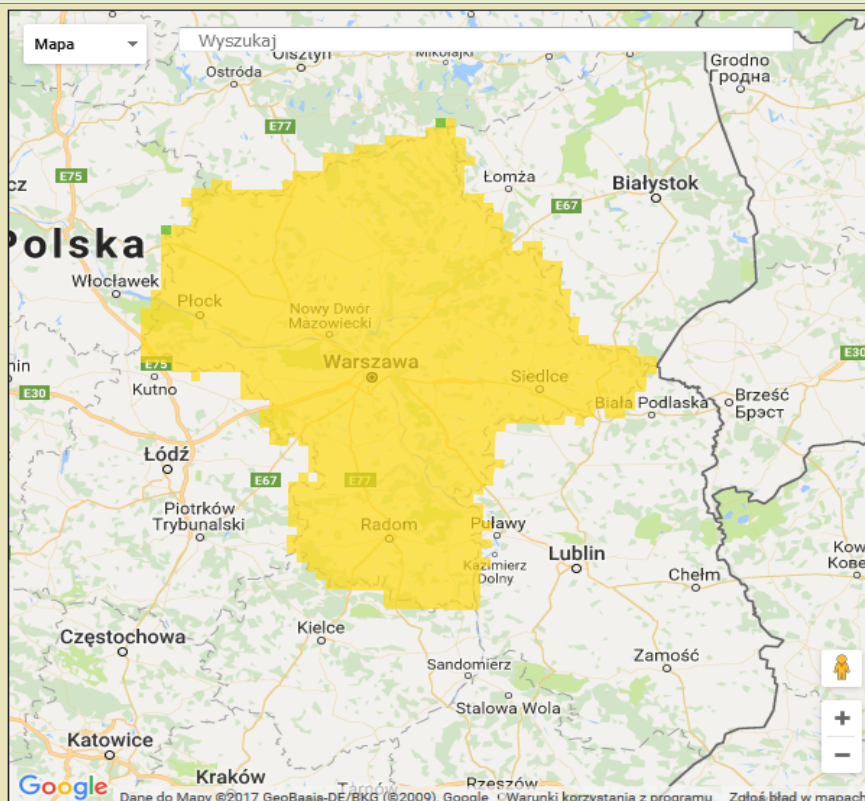 Mapa
Wyszukaj
Olsztyn
Mikołajki
Grodno
Гродна
Ostróda
E77
E75
Łomża
Białystok
E67
Polska
Włocławek
Płock
Nowy Dwór
Mazowiecki
Warszawa
E75
Kutno
E30
Siedlce
Biała Podlaska
E30
Brześć
Брэст
Łódź
E67
E77
Piotrków
Trybunalski
Radom
Puławy
Kazimierz
Dolny
Lublin
Chełm
Kow
Кове
Kielce
Częstochowa
Sandomierz
Zamość
Stalowa Wola
Katowice
Kraków
Tarnów
Rzeszów
+
−
Google
Dane do Mapy ©2017 GeoBasis-DE/BKG (©2009), Google
Warunki korzystania z programu
Zgłoś błąd w mapach